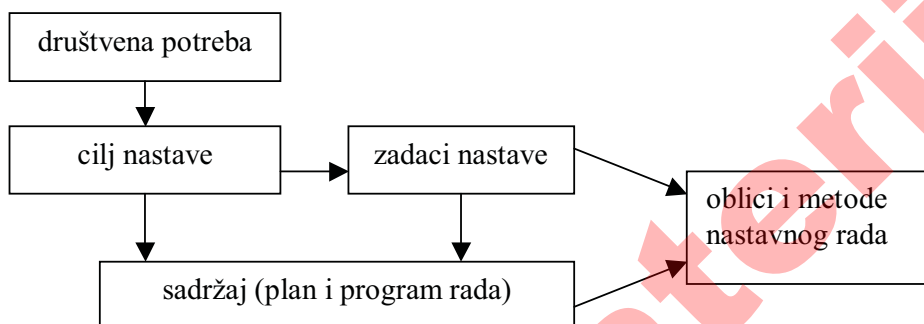 društvena potreba
cilj nastave
zadaci nastave
oblici i metode
nastavnog rada
sadržaj (plan i program rada)